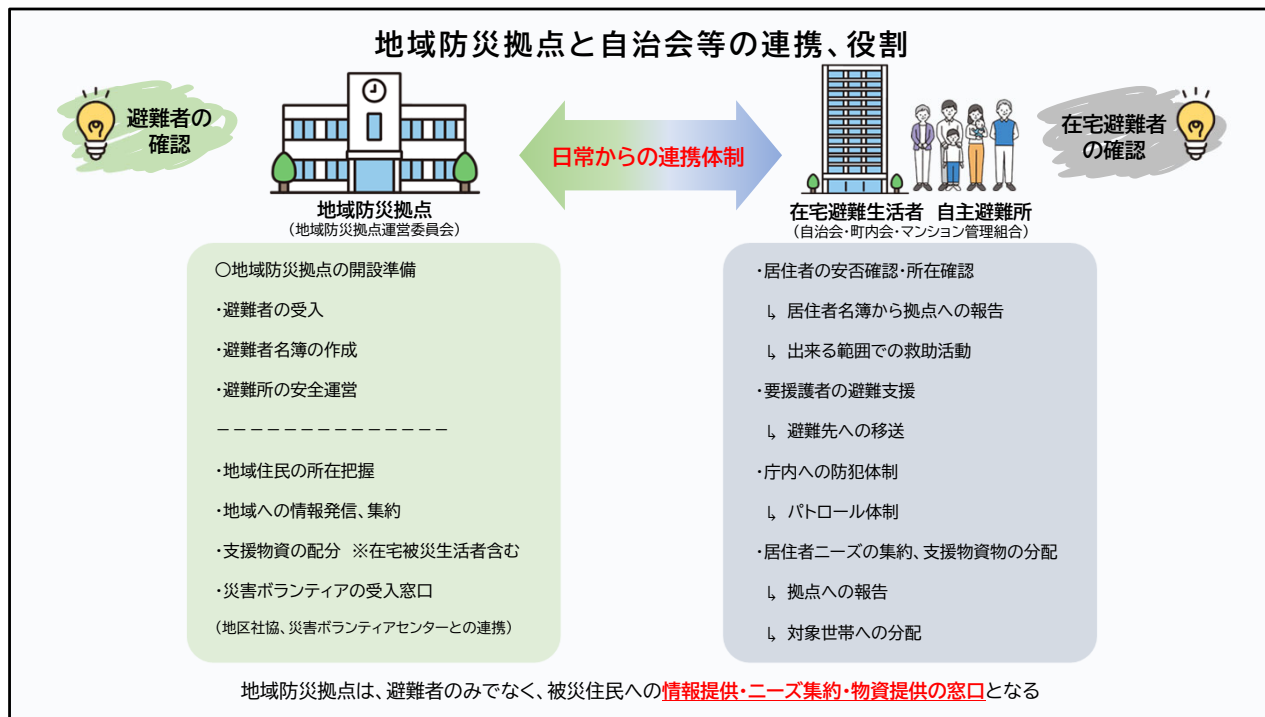 地域防災拠点と自治会等の連携、役割
避難者の
確認
日常からの連携体制
在宅避難者
の確認
地域防災拠点
（地域防災拠点運営委員会）
在宅避難生活者　自主避難所
（自治会・町内会・マンション管理組合）
〇地域防災拠点の開設準備
・避難者の受入
・避難者名簿の作成
・避難所の安全運営
－－－－－－－－－－－－－－
・地域住民の所在把握
・地域への情報発信、集約
・支援物資の配分　※在宅被災生活者含む
・災害ボランティアの受入窓口
（地区社協、災害ボランティアセンターとの連携）
・居住者の安否確認・所在確認
↳ 居住者名簿から拠点への報告
↳ 出来る範囲での救助活動
・要援護者の避難支援
↳ 避難先への移送
・庁内への防犯体制
↳ パトロール体制
・居住者ニーズの集約、支援物資物の分配
↳ 拠点への報告
↳ 対象世帯への分配
地域防災拠点は、避難者のみでなく、被災住民への情報提供・ニーズ集約・物資提供の窓口となる